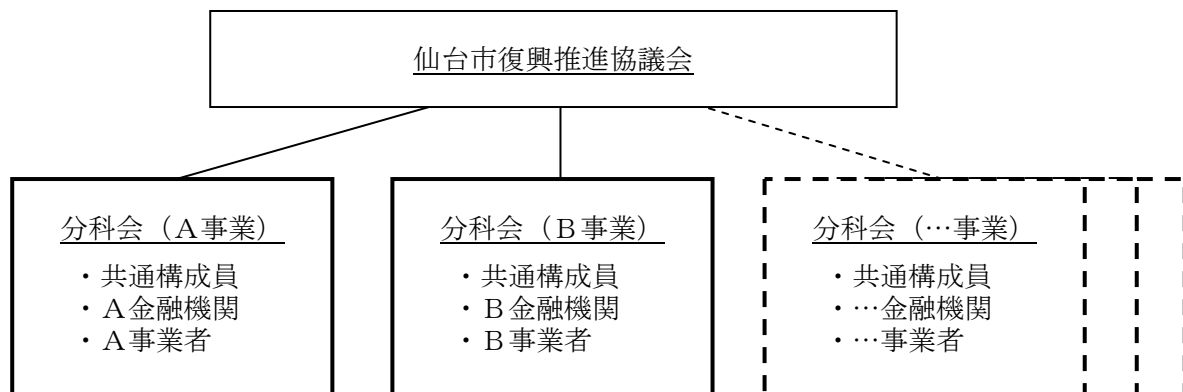 仙台市復興推進協議会
分科会（Ａ事業）
・共通構成員
・Ａ金融機関
・Ａ事業者
分科会（Ｂ事業）
・共通構成員
・Ｂ金融機関
・Ｂ事業者
分科会（…事業）
・共通構成員
・…金融機関
・…事業者